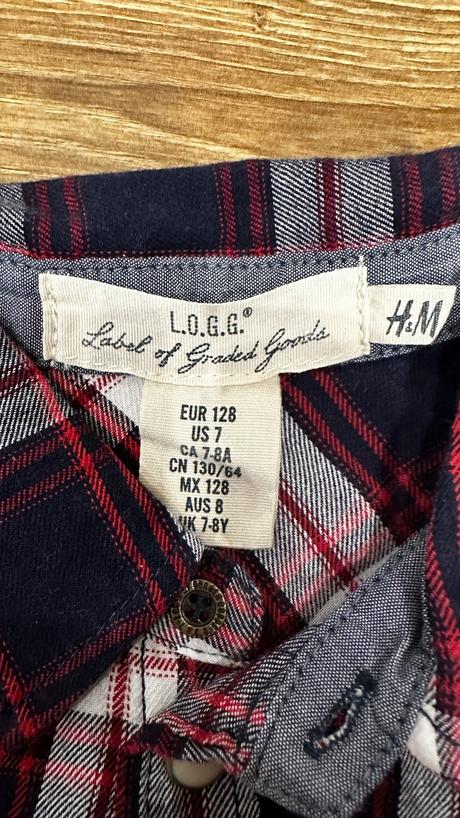 L.O.G.G.®
Label of Graded Goods
H&M
EUR 128
US 7
CA 7-8A
CN 130/64
MX 128
AUS 8
UK 7-8Y